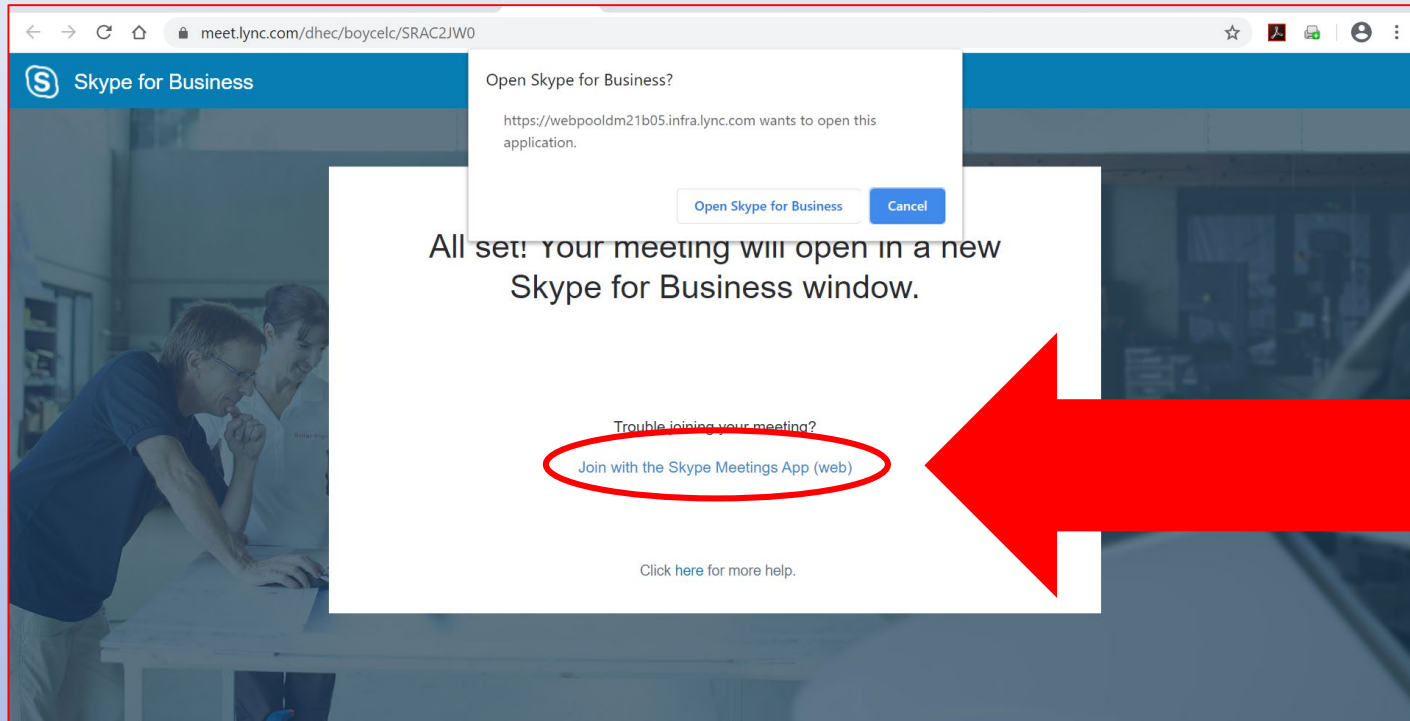 meet.lync.com/dhec/boycelc/SRAC2JW0
Skype for Business
Open Skype for Business?
https://webpooldm21b05.infra.lync.com wants to open this
application.
Open Skype for Business
Cancel
All set! Your meeting will open in a new
Skype for Business window.
Trouble joining your meeting?
Join with the Skype Meetings App (web)
Click here for more help.